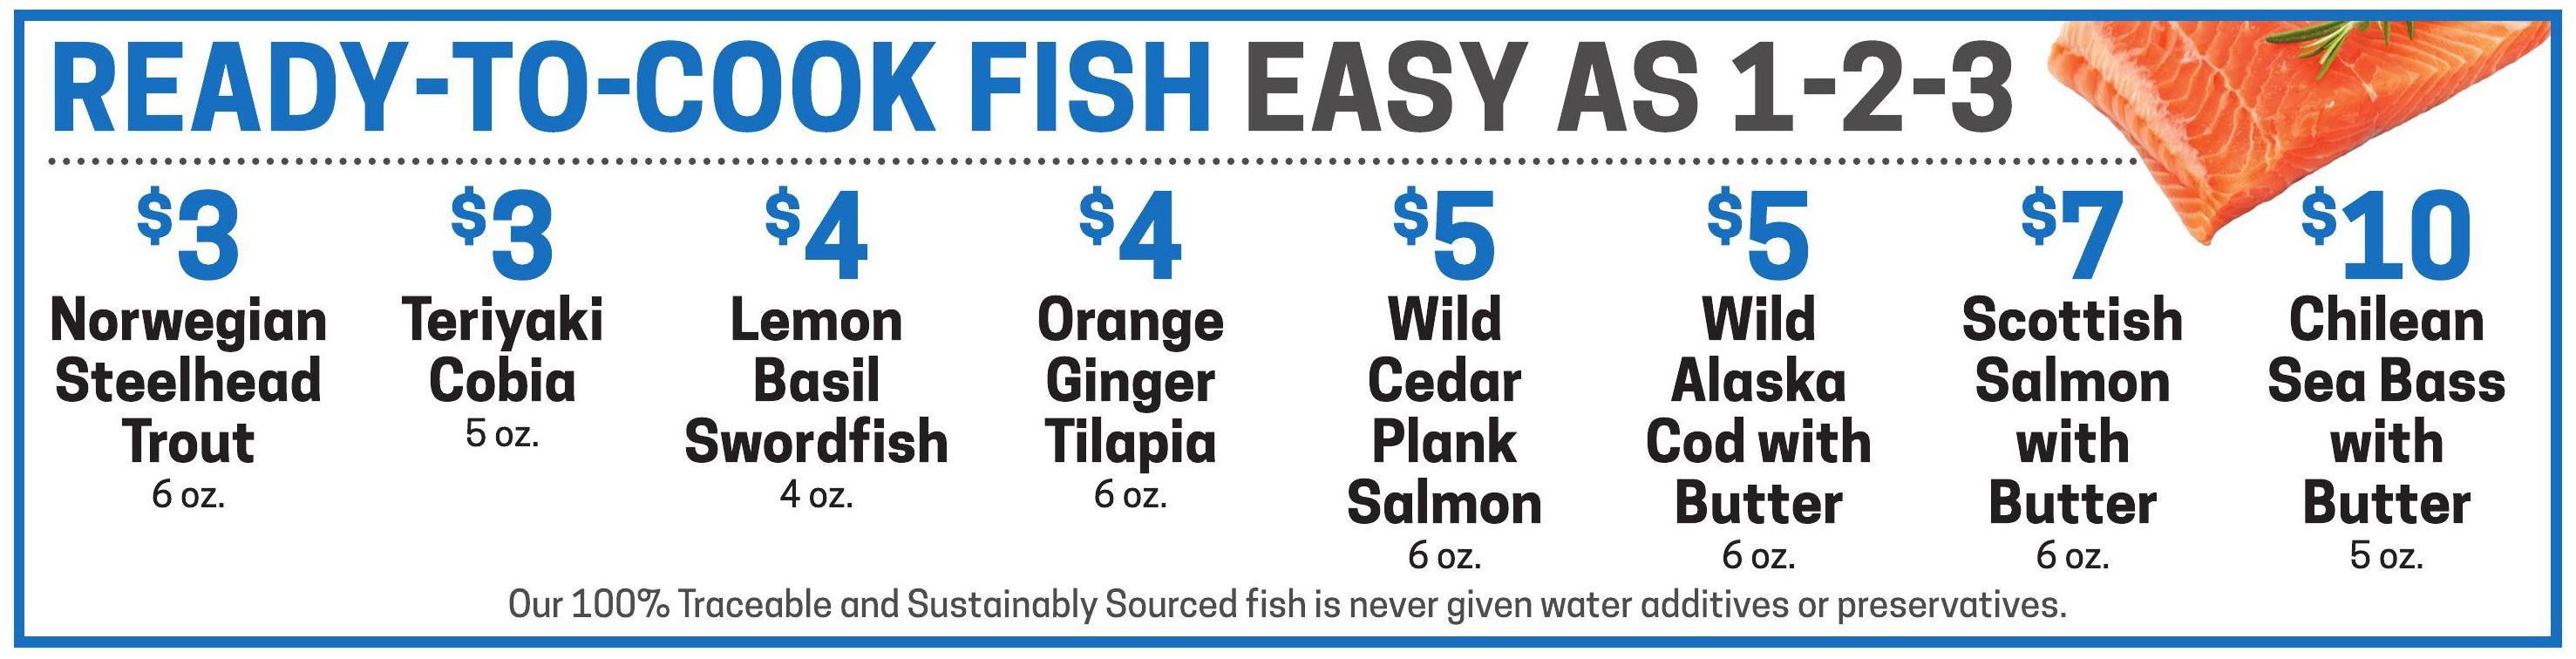 READY-TO-COOK FISH EASY AS 1-2-3
$3
Norwegian
Steelhead
Trout
6 oz.
$3
Teriyaki
Cobia
5 oz.
$4
Lemon
Basil
Swordfish
4 oz.
$4
Orange
Ginger
Tilapia
6 oz.
$5
Wild
Cedar
Plank
Salmon
6 oz.
$5
Wild
Alaska
Cod with
Butter
6 oz.
$7
Scottish
Salmon
with
Butter
6 oz.
$10
Chilean
Sea Bass
with
Butter
5 oz.
Our 100% Traceable and Sustainably Sourced fish is never given water additives or preservatives.